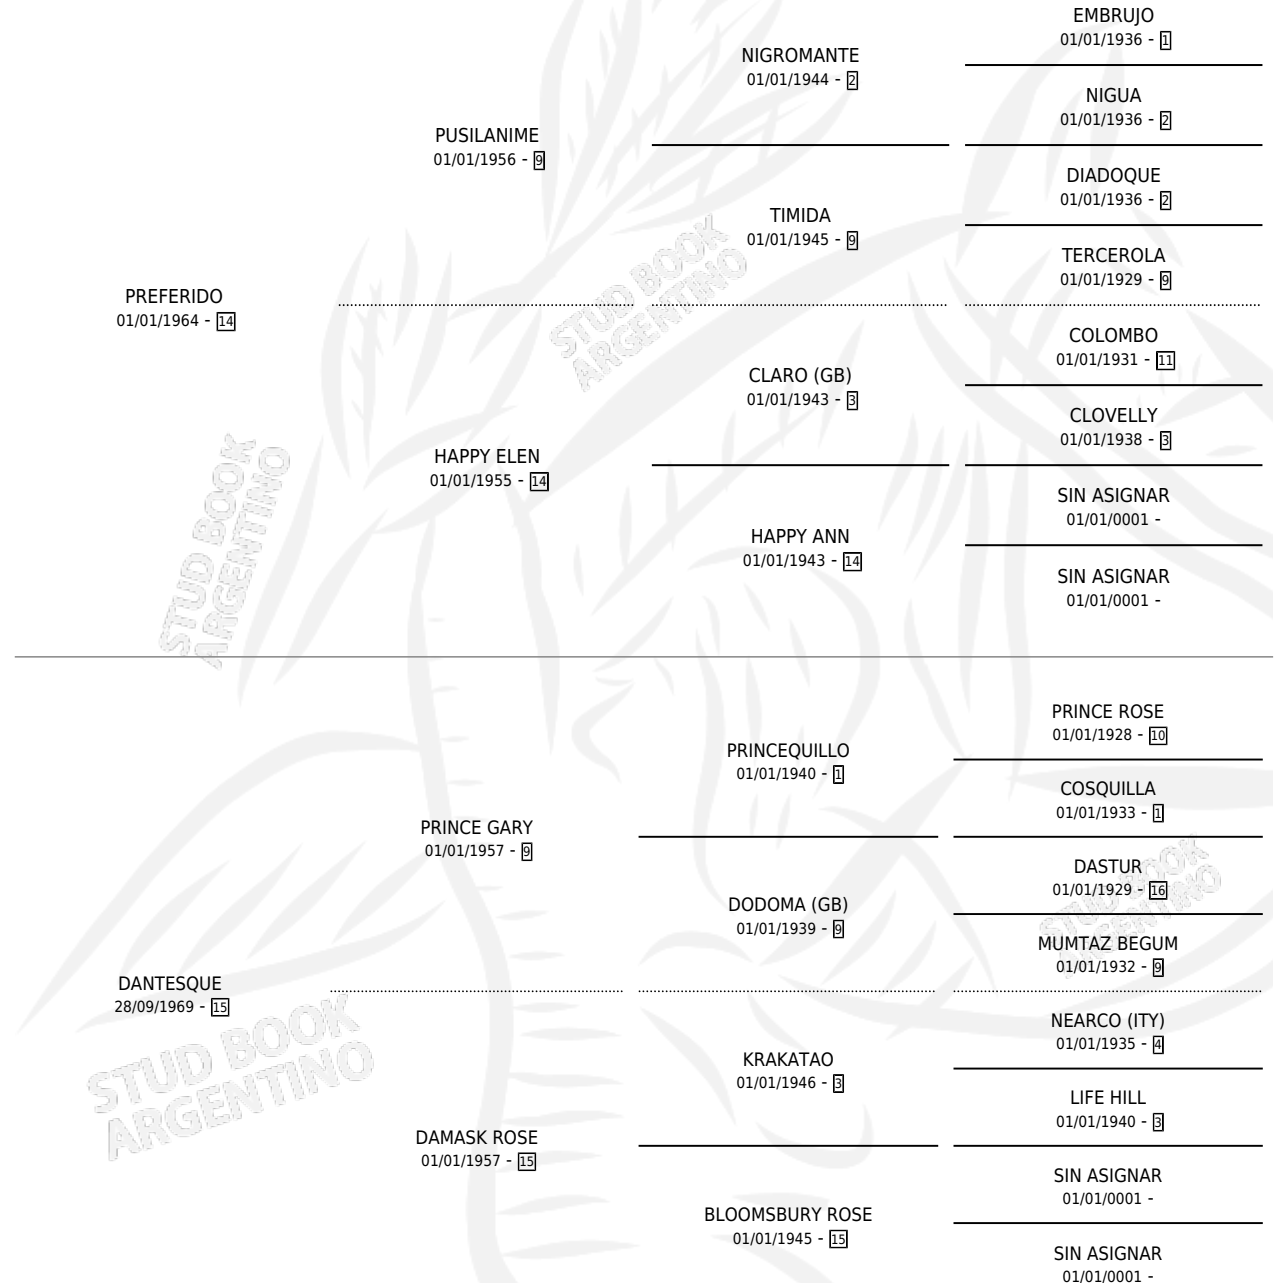 EMBRUJO
01/01/1936 - 1
NIGROMANTE
01/01/1944 - 2
NIGUA
01/01/1936 - 2
PUSILANIME
01/01/1956 - 9
DIADOQUE
01/01/1936 - 2
TIMIDA
01/01/1945 - 9
TERCEROLA
01/01/1929 - 9
PREFERIDO
01/01/1964 - 14
STUD BOOK
ARGENTINO
COLOMBO
01/01/1931 - 11
CLARO (GB)
01/01/1943 - 3
CLOVELLY
01/01/1938 - 3
HAPPY ELEN
01/01/1955 - 14
SIN ASIGNAR
01/01/0001 -
HAPPY ANN
01/01/1943 - 14
SIN ASIGNAR
01/01/0001 -
STUD BOOK
ARGENTINO
PRINCE ROSE
01/01/1928 - 10
PRINCEQUILLO
01/01/1940 - 1
COSQUILLA
01/01/1933 - 1
PRINCE GARY
01/01/1957 - 9
DASTUR
01/01/1929 - 16
DODOMA (GB)
01/01/1939 - 9
STUD BOOK
ARGENTINO
MUMTAZ BEGUM
01/01/1932 - 9
DANTESQUE
28/09/1969 - 15
NEARCO (ITY)
01/01/1935 - 4
KRAKATAO
01/01/1946 - 3
STUD BOOK
ARGENTINO
LIFE HILL
01/01/1940 - 3
DAMASK ROSE
01/01/1957 - 15
SIN ASIGNAR
01/01/0001 -
BLOOMSBURY ROSE
01/01/1945 - 15
SIN ASIGNAR
01/01/0001 -